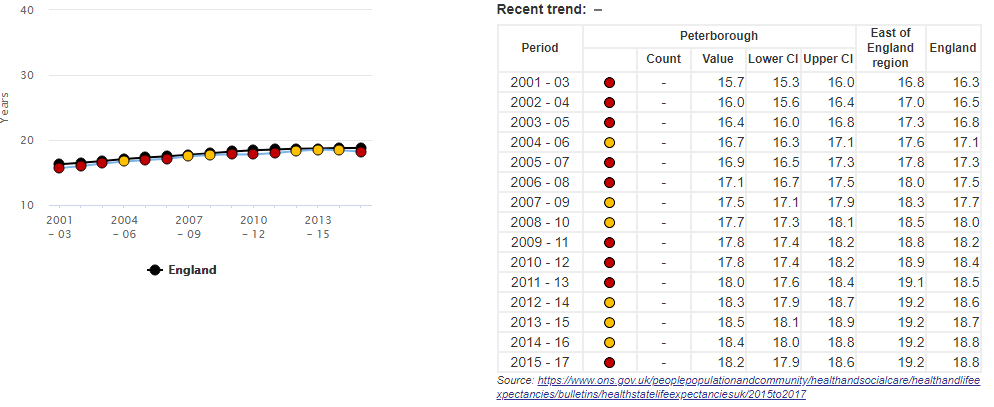 40
30
20
10
Years
2001 – 03
2004 – 06
2007 – 09
2010 – 12
2013 – 15
England
Recent trend: –
Period Peterborough East of England region England
Count Value Lower CI Upper CI
2001 - 03 - 15.7 15.3 16.0 16.8 16.3
2002 - 04 - 16.0 15.6 16.4 17.0 16.5
2003 - 05 - 16.4 16.0 16.8 17.3 16.8
2004 - 06 - 16.7 16.3 17.1 17.6 17.1
2005 - 07 - 16.9 16.5 17.3 17.8 17.3
2006 - 08 - 17.1 16.7 17.5 18.0 17.5
2007 - 09 - 17.5 17.1 17.9 18.3 17.7
2008 - 10 - 17.7 17.3 18.1 18.5 18.0
2009 - 11 - 17.8 17.4 18.2 18.8 18.2
2010 - 12 - 17.8 17.4 18.2 18.9 18.4
2011 - 13 - 18.0 17.6 18.4 19.1 18.5
2012 - 14 - 18.3 17.9 18.7 19.2 18.6
2013 - 15 - 18.5 18.1 18.9 19.2 18.7
2014 - 16 - 18.4 18.0 18.8 19.2 18.8
2015 - 17 - 18.2 17.9 18.6 19.2 18.8
Source: https://www.ons.gov.uk/peoplepopulationandcommunity/healthandsocialcare/healthandlifee
xpectancies/bulletins/healthstatelifeexpectanciesuk/2015to2017